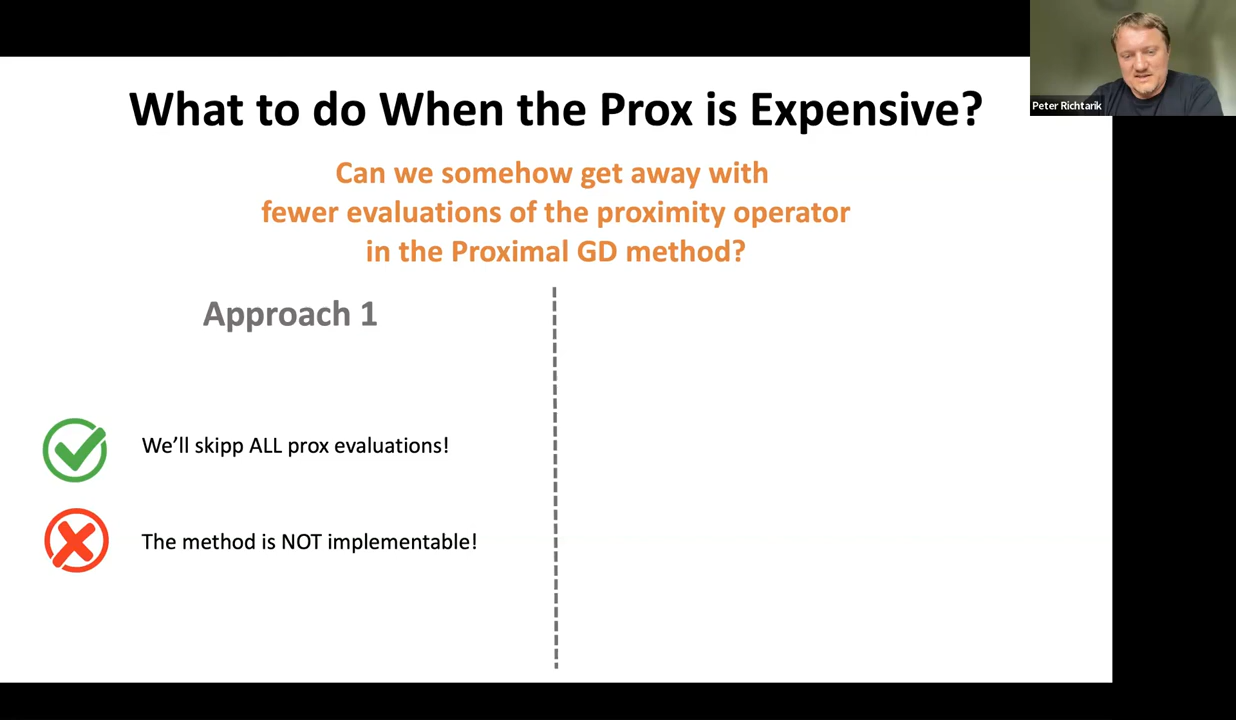 What to do When the Prox is Expensive?
Peter Richtarik
Can we somehow get away with
fewer evaluations of the proximity operator
in the Proximal GD method?
Approach 1
We'll skipp ALL prox evaluations!
The method is NOT implementable!